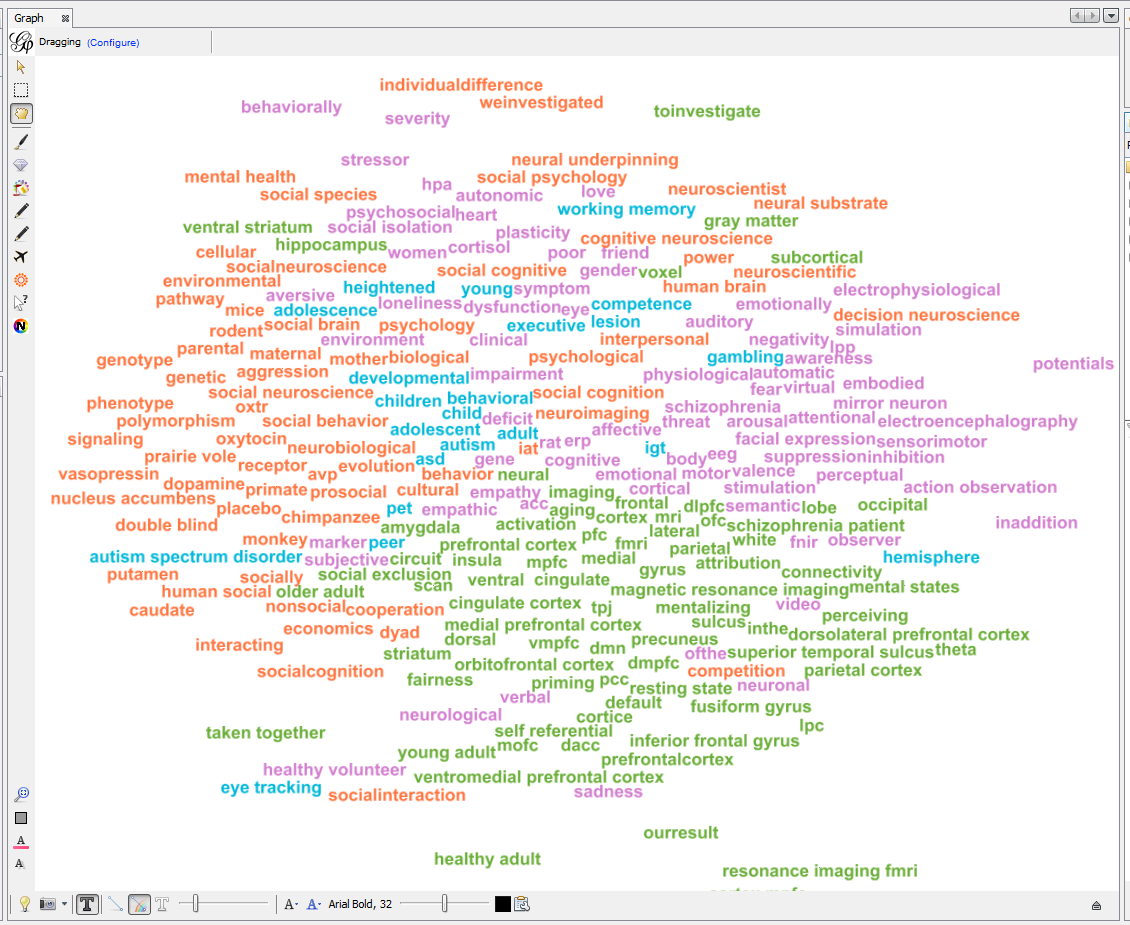 Graph
Dragging (Configure)
individualdifference
behaviorally weinvestigated
severity toinvestigate
stressor neural underpinning
mental health hpa social psychology
social species autonomic love neuroscientist
psychosocial heart working memory neural substrate
ventral striatum social isolation plasticity gray matter
hippocampus women cortisol cognitive neuroscience
cellular poor friend power subcortical
socialneuroscience social cognitive gender voxel neuroscientific
environmental heightened young symptom human brain electrophysiological
pathway aversive loneliness dysfunction eye competence emotionally
mice adolescence decision neuroscience
rodent social brain psychology executive lesion auditory simulation
environment clinical interpersonal negativity lpp
genotype parental maternal mother biological psychological gambling awareness potentials
genetic aggression developmental impairment physiological automatic
social neuroscience children behavioral social cognition fear virtual embodied
phenotype oxtr child deficit neuroimaging schizophrenia mirror neuron
polymorphism social behavior adolescent adult affective threat arousal attentional electroencephalography
signaling oxytocin neurobiological autism iat rat erp igt facial expression sensorimotor
prairie vole receptor avp evolution asd gene cognitive body eeg suppression inhibition
vasopressin dopamine behavior neural emotional motor valence perceptual
nucleus accumbens primate prosocial cultural empathy imaging cortical stimulation action observation
placebo chimpanzee pet empathic acc aging frontal dlpfc semantic lobe occipital
double blind amygdala activation cortex mri ofc schizophrenia patient inaddition
monkey marker peer prefrontal cortex pfc fmri lateral parietal white fnir observer
autism spectrum disorder subjective circuit insula mpfc medial attribution hemisphere
putamen socially social exclusion ventral cingulate gyrus connectivity
human social older adult scan magnetic resonance imaging mental states
caudate nonsocial cooperation cingulate cortex tpj mentalizing video perceiving
economics dyad medial prefrontal cortex sulcus inthe dorsolateral prefrontal cortex
interacting striatum dorsal vmpfc dmn precuneus ofthe superior temporal sulcus theta
socialcognition orbitofrontal cortex dmpfc competition parietal cortex
fairness priming pcc resting state neuronal
verbal default fusiform gyrus
neurological cortice lpc
taken together self referential
young adult mofc dacc inferior frontal gyrus
healthy volunteer prefrontalcortex
eye tracking ventromedial prefrontal cortex
socialinteraction sadness
ourresult
healthy adult
resonance imaging fmri
Arial Bold, 32